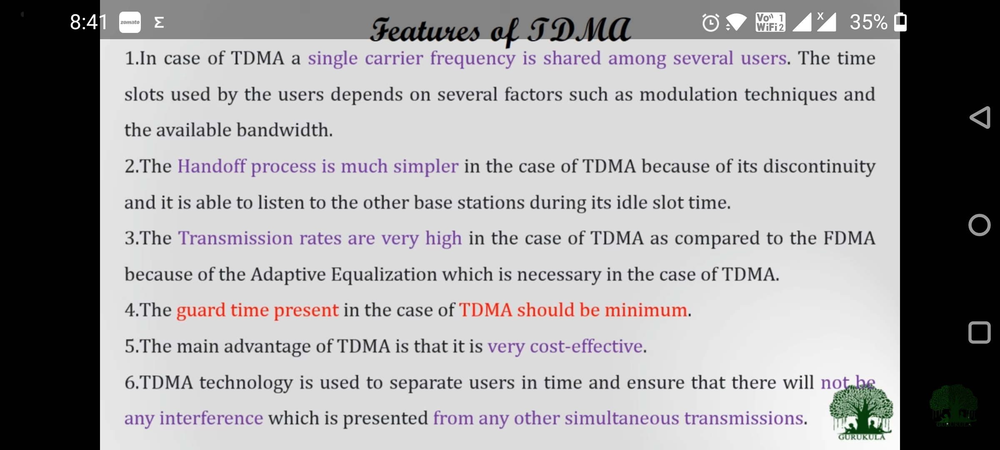 8:41 zomato Σ Vo)) 1 WiFi 2 X 35%
Features of TDMA
1.In case of TDMA a single carrier frequency is shared among several users. The time
slots used by the users depends on several factors such as modulation techniques and
the available bandwidth.
2.The Handoff process is much simpler in the case of TDMA because of its discontinuity
and it is able to listen to the other base stations during its idle slot time.
3.The Transmission rates are very high in the case of TDMA as compared to the FDMA
because of the Adaptive Equalization which is necessary in the case of TDMA.
4.The guard time present in the case of TDMA should be minimum.
5.The main advantage of TDMA is that it is very cost-effective.
6.TDMA technology is used to separate users in time and ensure that there will not be
any interference which is presented from any other simultaneous transmissions.
GURUKULA
GURUKULA